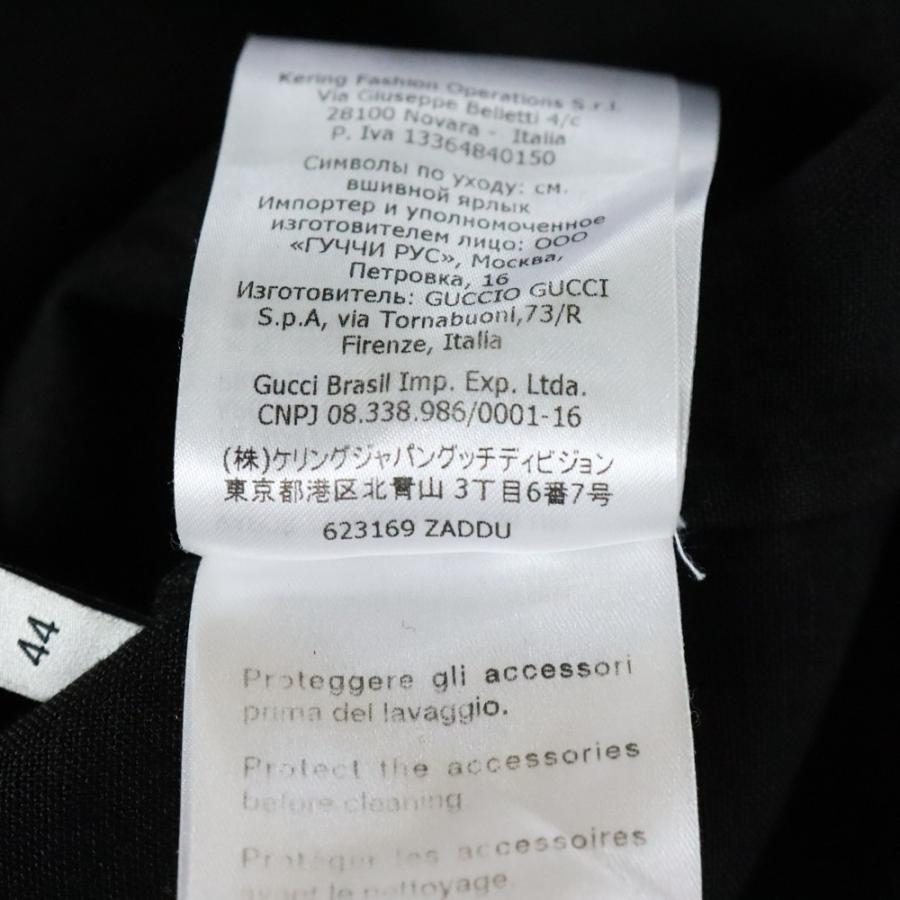 Kering Fashion Operations S.r.l.
Via Giuseppe Belletti 4/c
28100 Novara - Italia
P. Iva 13364840150
Символы по уходу: см.
вшивной ярлык
Импортер и уполномоченное
изготовителем лицо: ООО
«ГУЧЧИ РУС», Москва,
Петровка, 16
Изготовитель: GUCCIO GUCCI
S.p.A, via Tornabuoni,73/R
Firenze, Italia
Gucci Brasil Imp. Exp. Ltda.
CNPJ 08.338.986/0001-16
(株)ケリングジャパングッチディビジョン
東京都港区北青山 3丁目6番7号
623169 ZADDU
44
Proteggere gli accessori
prima del lavaggio.
Protect the accessories
before cleaning.
Protéger les accessoires
avant le nettoyage.